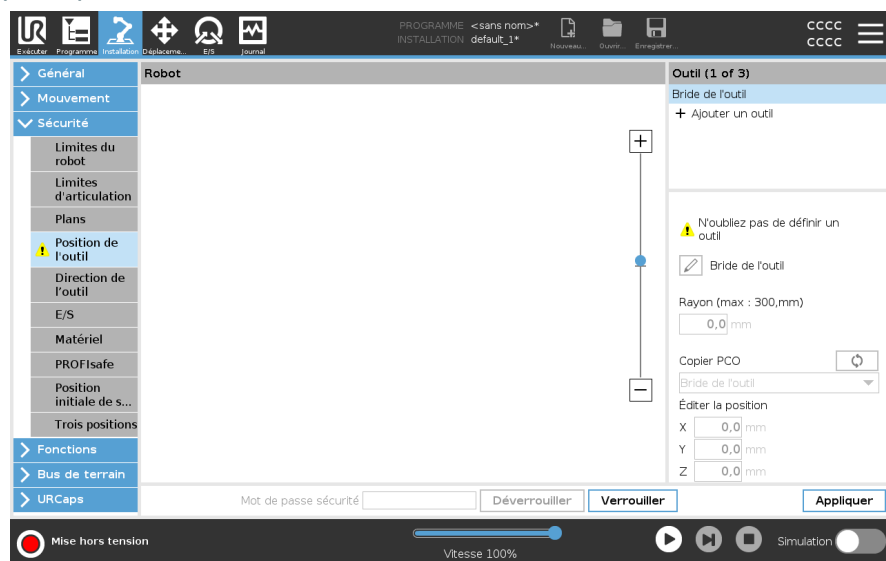 PROGRAMME <sans nom>*
INSTALLATION default_1*
Exécuter
Programme
Installation
Déplaceme...
E/S
Journal
Nouveau...
Ouvrir...
Enregistrer...
CCCC
CCCC
Général
Mouvement
Sécurité
Limites du
robot
Limites
d'articulation
Plans
Position de
l'outil
Direction de
l'outil
E/S
Matériel
PROFIsafe
Position
initiale de s...
Trois positions
Fonctions
Bus de terrain
URCaps
Robot
Outil (1 of 3)
Bride de l'outil
+ Ajouter un outil
N'oubliez pas de définir un
outil
Bride de l'outil
Rayon (max : 300,mm)
0,0 mm
Copier PCO
Bride de l'outil
Éditer la position
X 0,0 mm
Y 0,0 mm
Z 0,0 mm
Mot de passe sécurité
Déverrouiller
Verrouiller
Appliquer
Mise hors tension
Vitesse 100%
Simulation